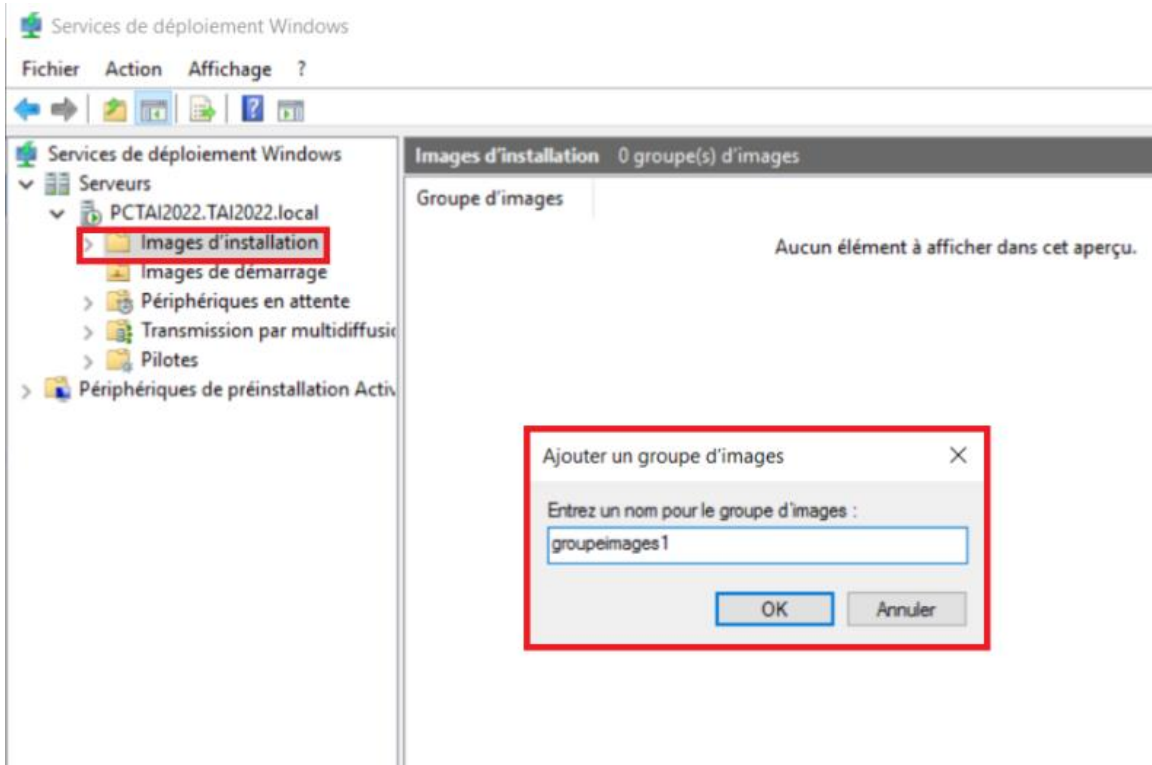 Services de déploiement Windows
Fichier Action Affichage ?
Services de déploiement Windows
Serveurs
PCTAI2022.TAI2022.local
Images d'installation
Images de démarrage
Périphériques en attente
Transmission par multidiffusio
Pilotes
Périphériques de préinstallation Activ
Images d'installation 0 groupe(s) d'images
Groupe d'images
Aucun élément à afficher dans cet aperçu.
Ajouter un groupe d'images
Entrez un nom pour le groupe d'images :
groupeimages1
OK Annuler